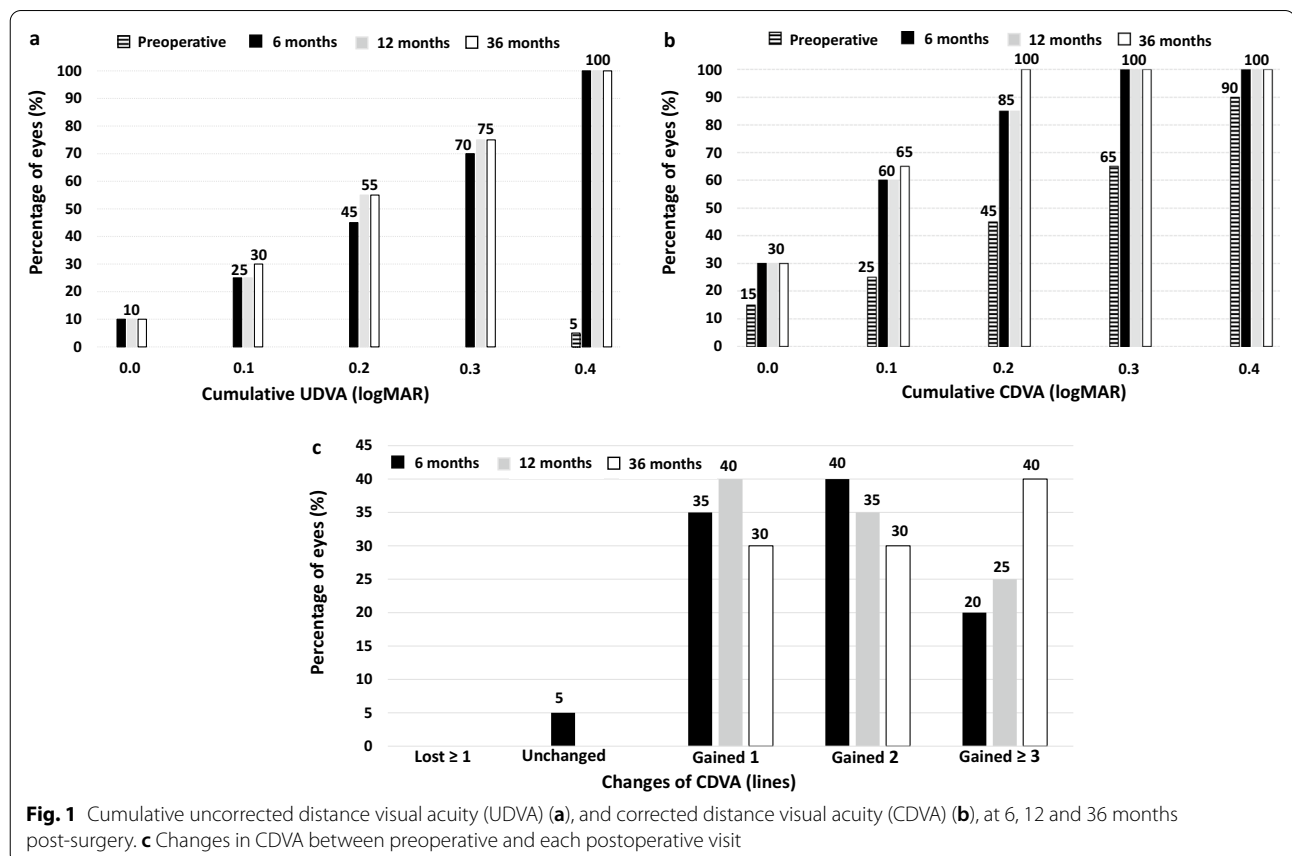 a
Preoperative 6 months 12 months 36 months
Percentage of eyes (%)
100
90
80
70
60
50
40
30
20
10
0
10
25 30
45 55
70 75
5 100
0.0 0.1 0.2 0.3 0.4
Cumulative UDVA (logMAR)
b
Preoperative 6 months 12 months 36 months
Percentage of eyes (%)
100
90
80
70
60
50
40
30
20
10
0
15 30
25 60 65
45 85 100
65 100
90 100
0.0 0.1 0.2 0.3 0.4
Cumulative CDVA (logMAR)
c
6 months 12 months 36 months
Percentage of eyes (%)
45
40
35
30
25
20
15
10
5
0
5
35 40 30
40 35 30
20 25 40
Lost ≥ 1 Unchanged Gained 1 Gained 2 Gained ≥ 3
Changes of CDVA (lines)
Fig. 1 Cumulative uncorrected distance visual acuity (UDVA) (a), and corrected distance visual acuity (CDVA) (b), at 6, 12 and 36 months
post-surgery. c Changes in CDVA between preoperative and each postoperative visit